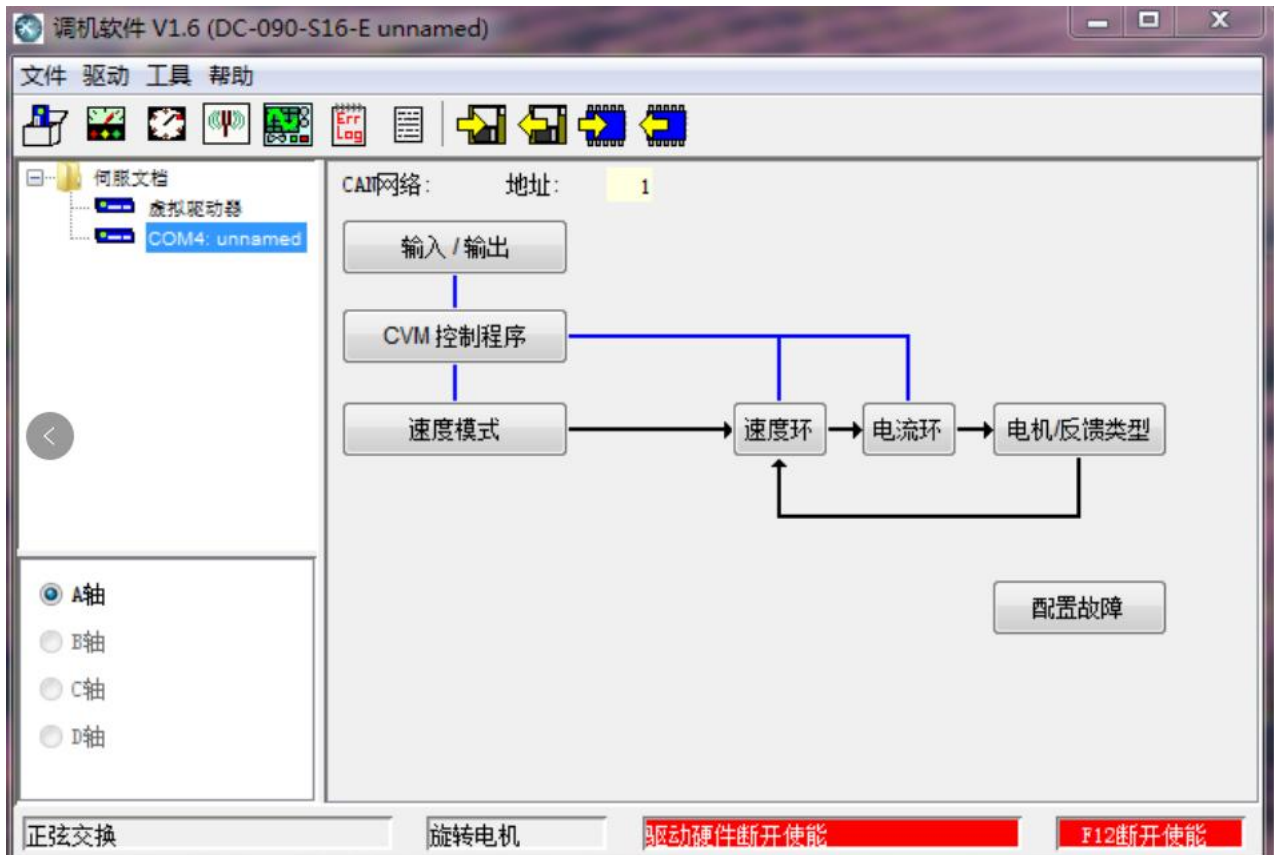 调机软件 V1.6 (DC-090-S16-E unnamed)
文件 驱动 工具 帮助
Err Log
伺服文档
虚拟驱动器
COM4: unnamed
CAN网络: 地址: 1
输入 / 输出
CVM 控制程序
速度模式 速度环 电流环 电机/反馈类型
配置故障
A轴
B轴
C轴
D轴
正弦交换 旋转电机 驱动硬件断开使能 F12断开使能